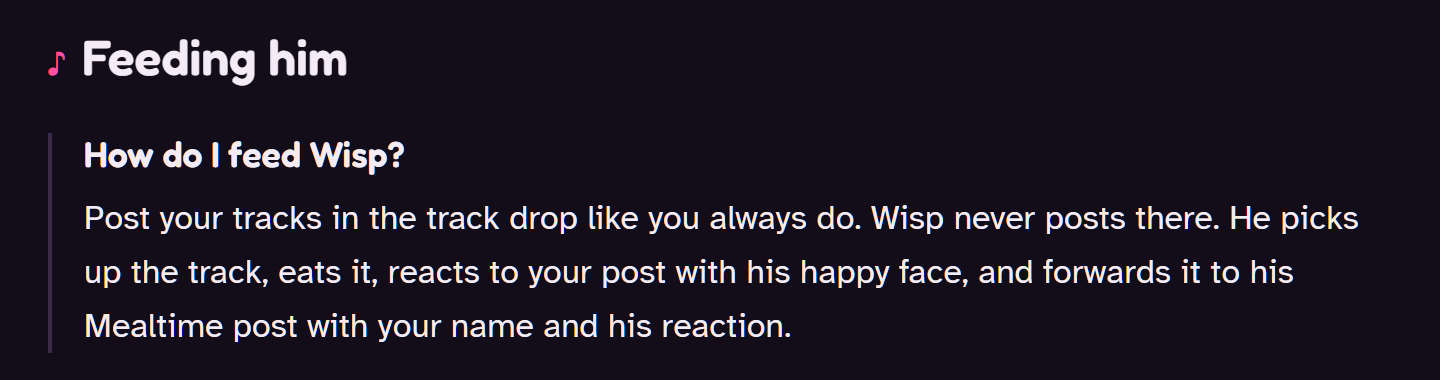 ♪ Feeding him
How do I feed Wisp?
Post your tracks in the track drop like you always do. Wisp never posts there. He picks
up the track, eats it, reacts to your post with his happy face, and forwards it to his
Mealtime post with your name and his reaction.